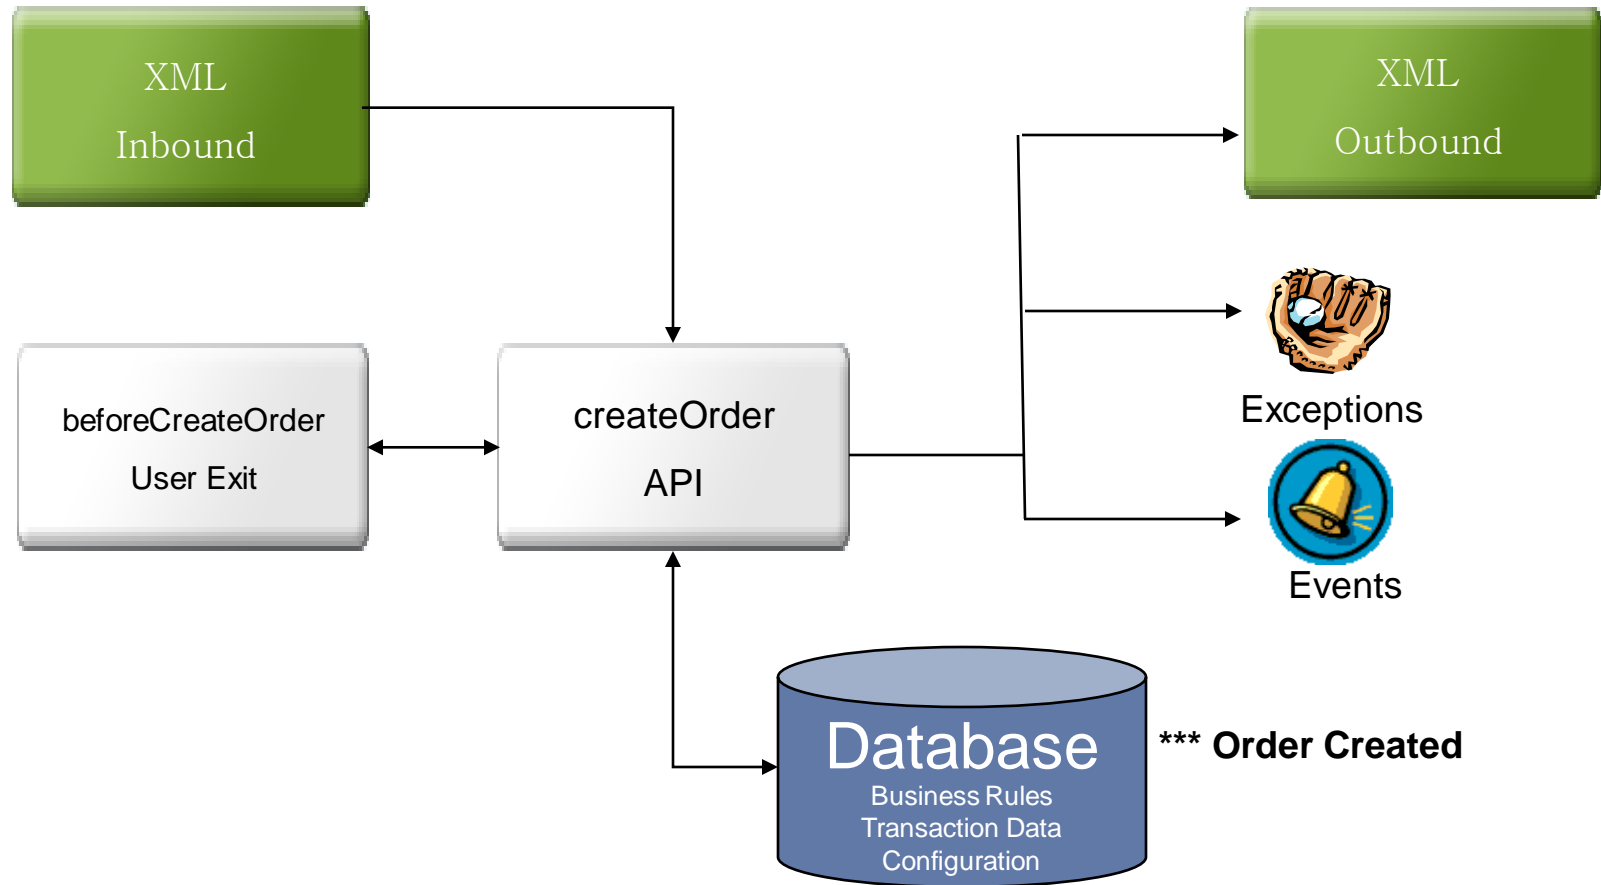 XML
Inbound
XML
Outbound
beforeCreateOrder
User Exit
createOrder
API
Exceptions
Events
Database
Business Rules
Transaction Data
Configuration
*** Order Created